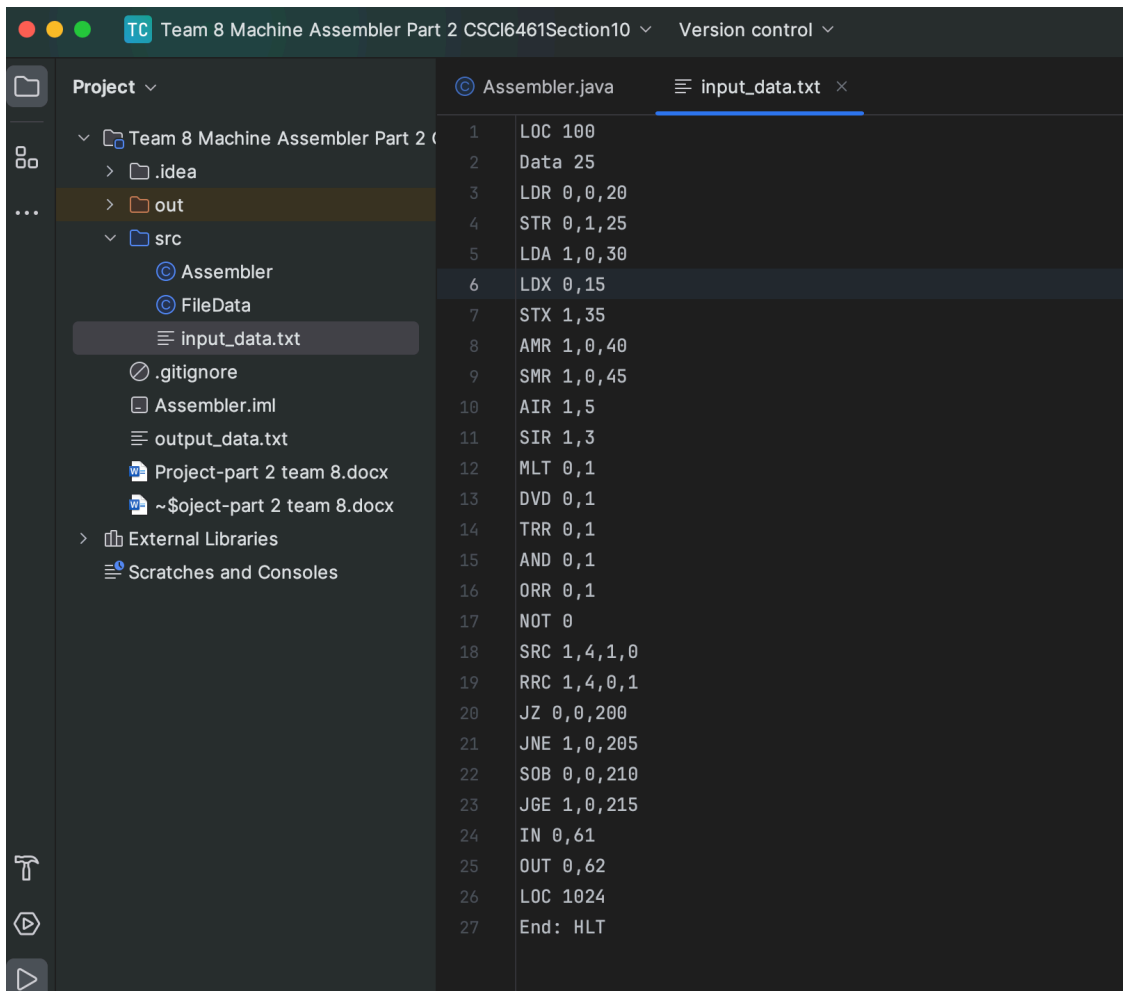 TC Team 8 Machine Assembler Part 2 CSCI6461Section10 Version control
Project
Team 8 Machine Assembler Part 2 C
.idea
out
src
Assembler
FileData
input_data.txt
.gitignore
Assembler.iml
output_data.txt
Project-part 2 team 8.docx
~$oject-part 2 team 8.docx
External Libraries
Scratches and Consoles
Assembler.java input_data.txt
1 LOC 100
2 Data 25
3 LDR 0,0,20
4 STR 0,1,25
5 LDA 1,0,30
6 LDX 0,15
7 STX 1,35
8 AMR 1,0,40
9 SMR 1,0,45
10 AIR 1,5
11 SIR 1,3
12 MLT 0,1
13 DVD 0,1
14 TRR 0,1
15 AND 0,1
16 ORR 0,1
17 NOT 0
18 SRC 1,4,1,0
19 RRC 1,4,0,1
20 JZ 0,0,200
21 JNE 1,0,205
22 SOB 0,0,210
23 JGE 1,0,215
24 IN 0,61
25 OUT 0,62
26 LOC 1024
27 End: HLT